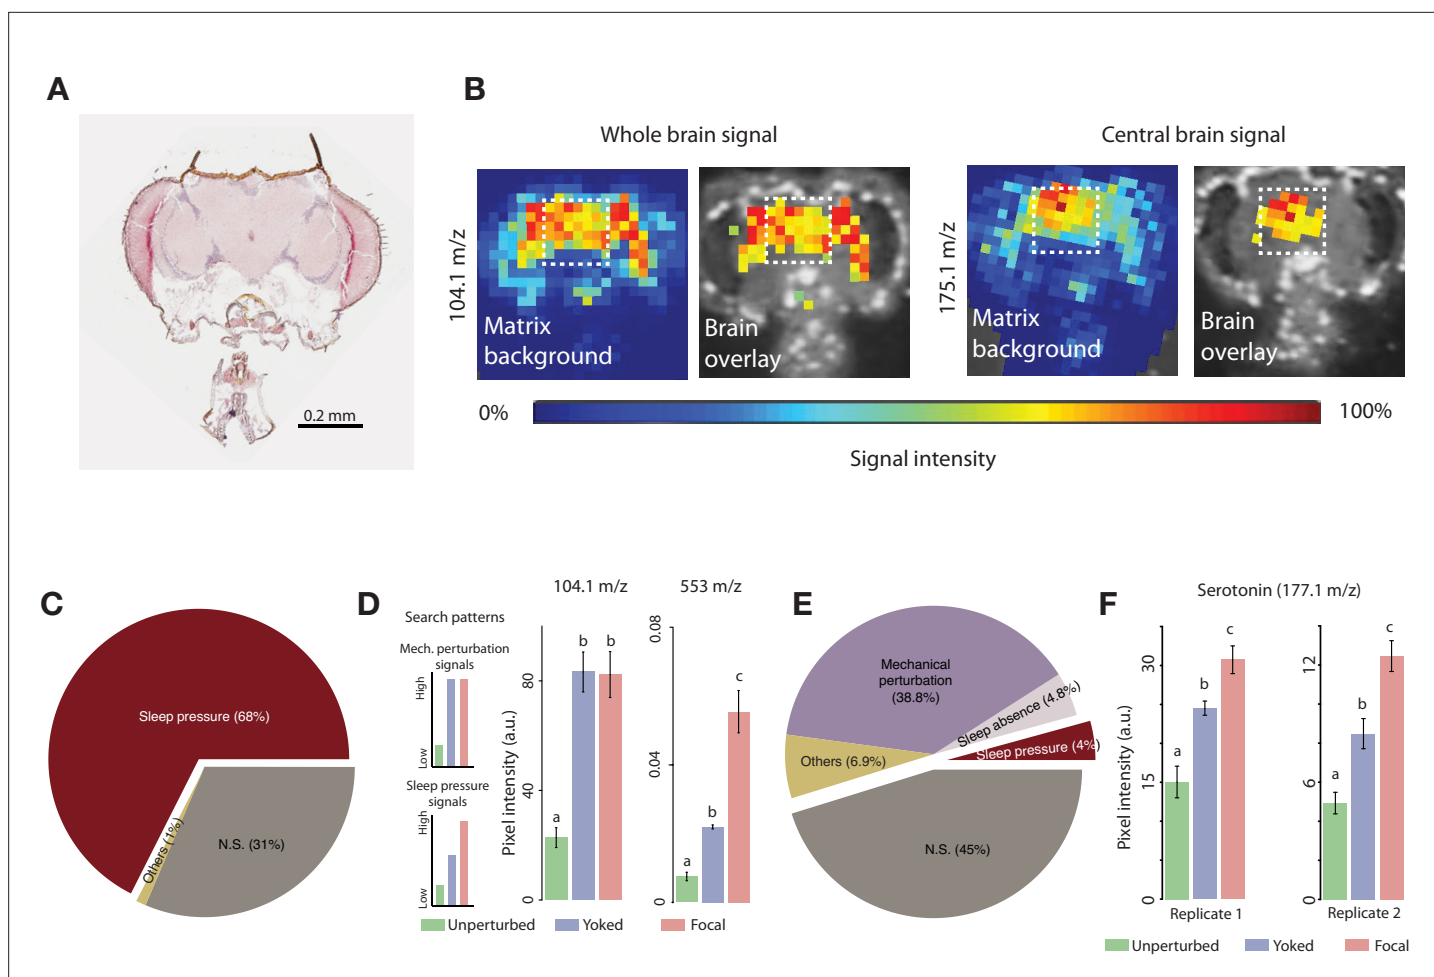 A
0.2 mm
B
Whole brain signal
Central brain signal
104.1 m/z
Matrix
background
Brain
overlay
175.1 m/z
Matrix
background
Brain
overlay
0%
100%
Signal intensity
C
Sleep pressure (68%)
Others (1%)
N.S. (31%)
D
Search patterns
Mech. perturbation
signals
High
Low
Sleep pressure
signals
High
Low
104.1 m/z
Pixel intensity (a.u.)
80
40
0
a
b
b
553 m/z
0.08
0.04
0
a
b
c
Unperturbed
Yoked
Focal
E
Mechanical
perturbation
(38.8%)
Sleep absence (4.8%)
Sleep pressure (4%)
Others (6.9%)
N.S. (45%)
F
Serotonin (177.1 m/z)
Pixel intensity (a.u.)
30
15
0
a
b
c
Replicate 1
12
6
0
a
b
c
Replicate 2
Unperturbed
Yoked
Focal